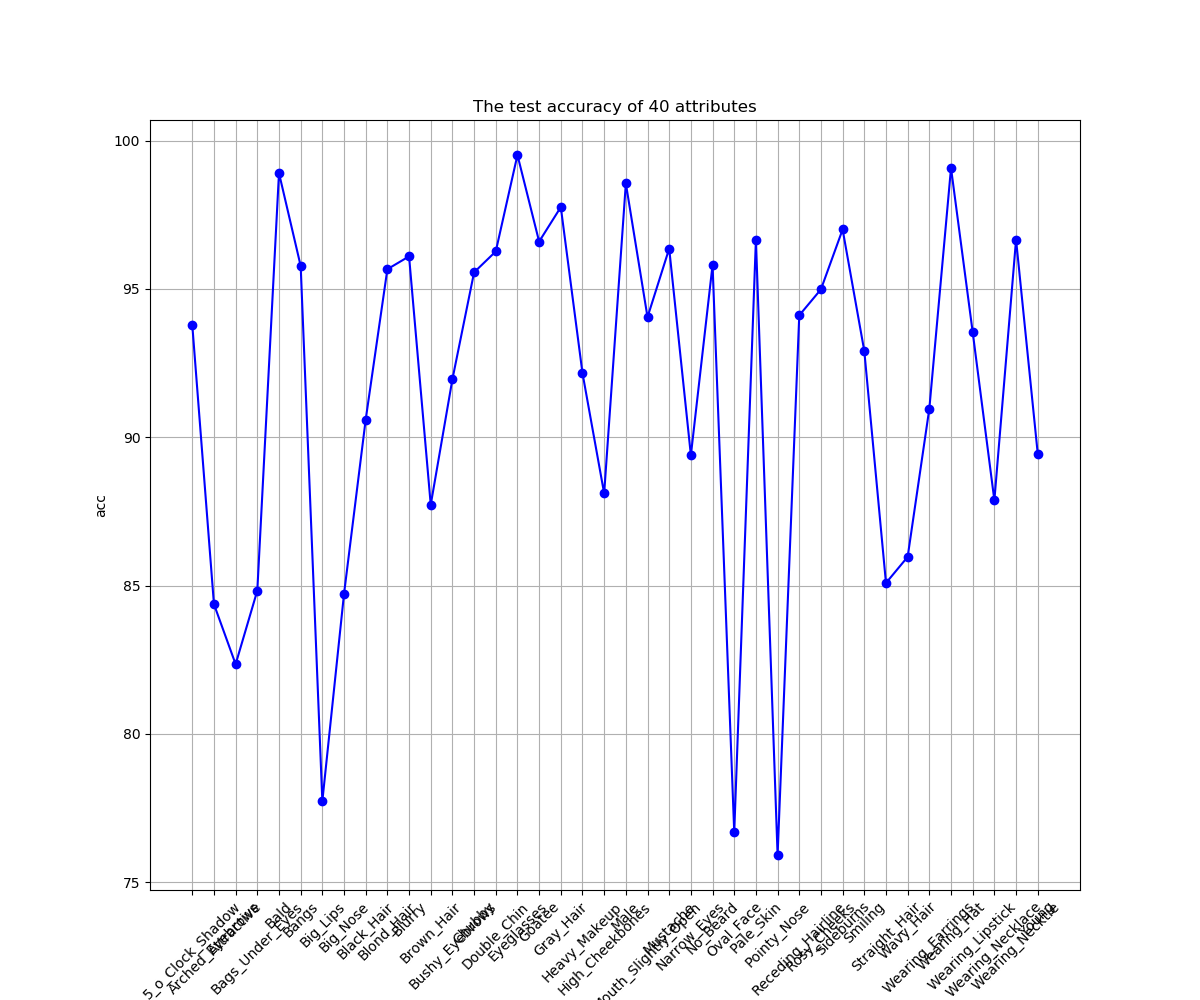 The test accuracy of 40 attributes
100
95
90
85
80
75
acc
5_o_Clock_Shadow
Arched_Eyebrows
Attractive
Bags_Under_Eyes
Bald
Bangs
Big_Lips
Big_Nose
Black_Hair
Blond_Hair
Blurry
Brown_Hair
Bushy_Eyebrows
Chubby
Double_Chin
Eyeglasses
Goatee
Gray_Hair
Heavy_Makeup
High_Cheekbones
Male
Mouth_Slightly_Open
Mustache
Narrow_Eyes
No_Beard
Oval_Face
Pale_Skin
Pointy_Nose
Receding_Hairline
Rosy_Cheeks
Sideburns
Smiling
Straight_Hair
Wavy_Hair
Wearing_Earrings
Wearing_Hat
Wearing_Lipstick
Wearing_Necklace
Wearing_Necktie
Young